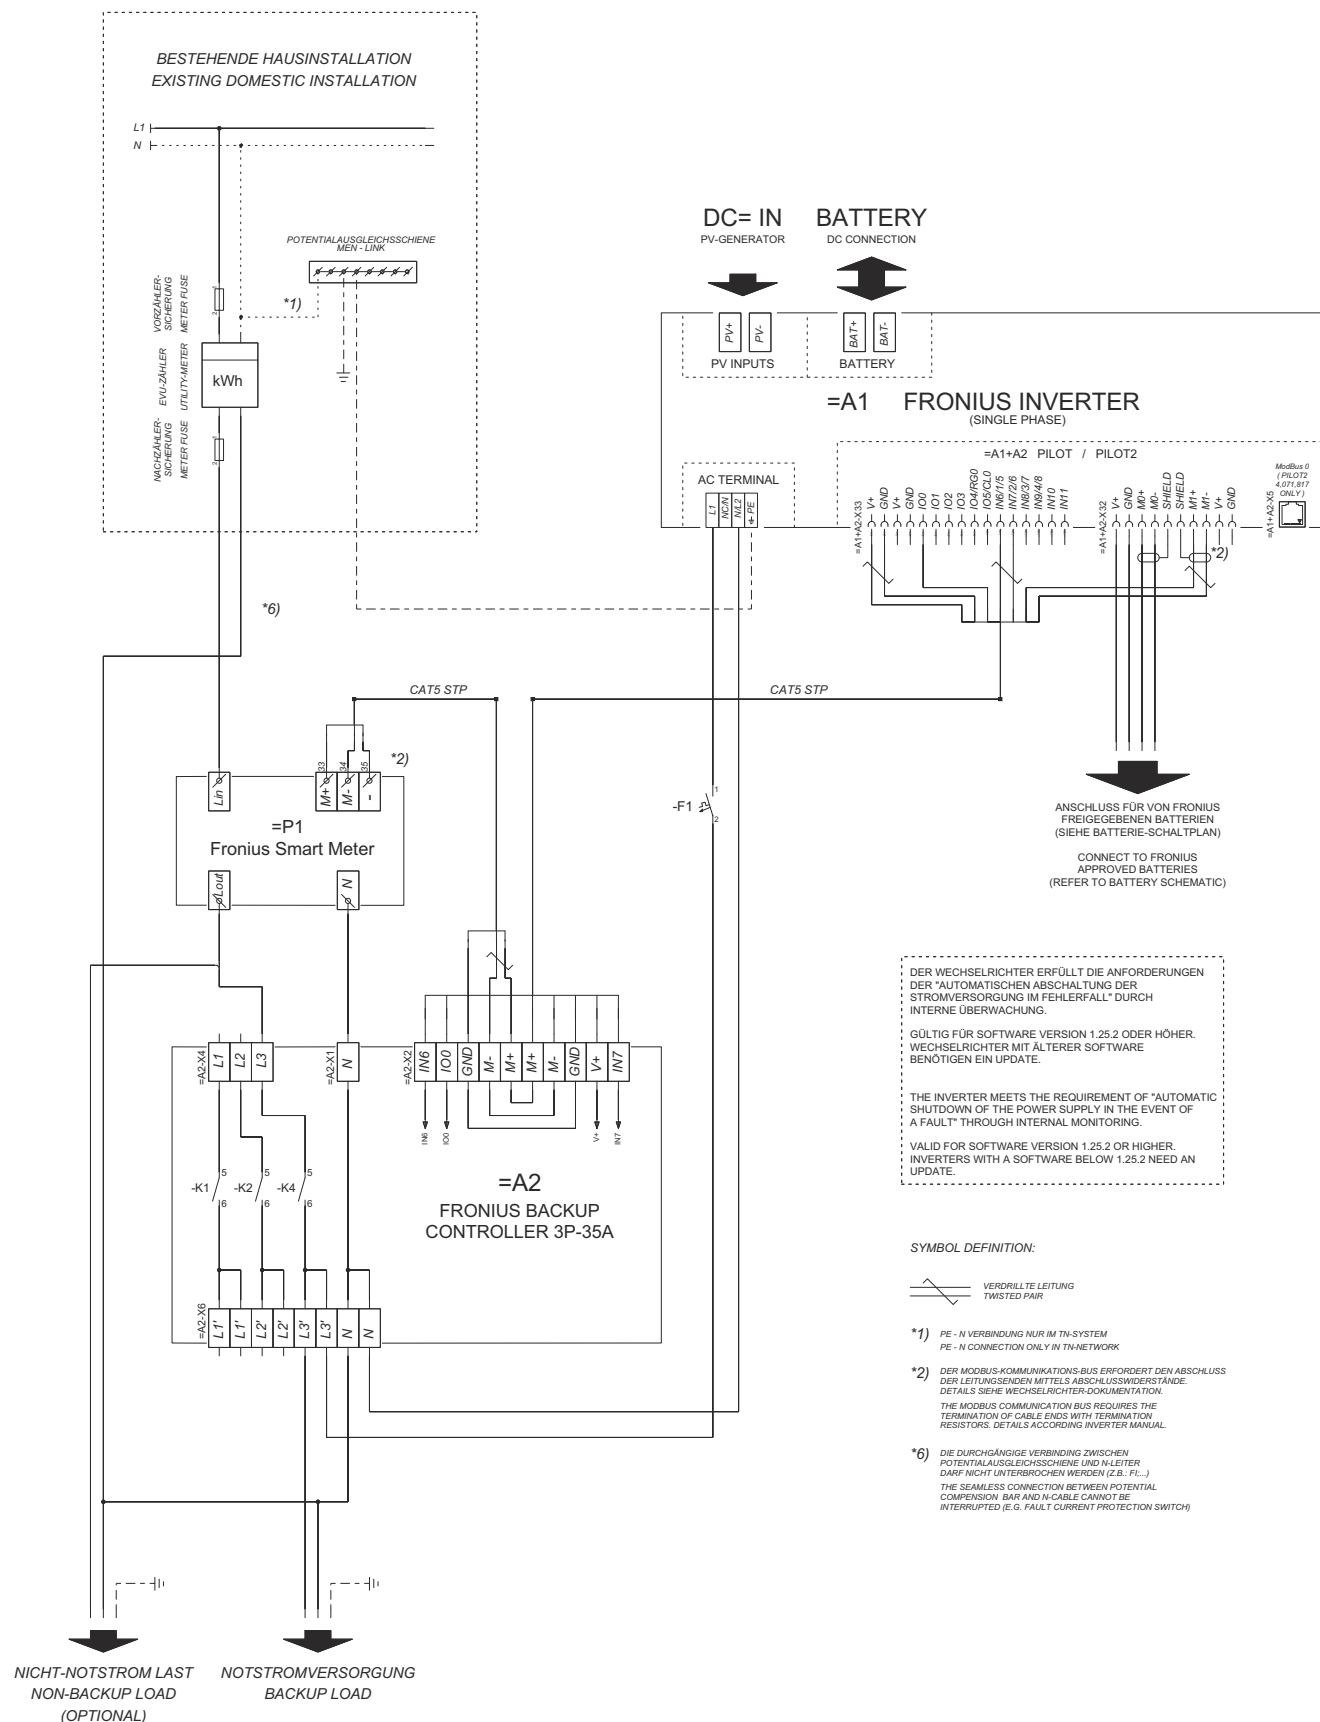 BESTEHENDE HAUSINSTALLATION
EXISTING DOMESTIC INSTALLATION
L1
N
POTENTIALAUSGLEICHSSCHIENE
MEN - LINK
*1)
VORZÄHLER-
SICHERUNG
METER FUSE
1
2
EVU-ZÄHLER
UTILITY-METER
kWh
NACHZÄHLER-
SICHERUNG
METER FUSE
1
2
*6)
DC= IN
PV-GENERATOR
BATTERY
DC CONNECTION
PV+
PV-
PV INPUTS
BAT+
BAT-
BATTERY
=A1 FRONIUS INVERTER
(SINGLE PHASE)
AC TERMINAL
L1
NC/N
N/L2
PE
=A1+A2 PILOT / PILOT2
=A1+A2-X33
V+
GND
V+
GND
IO0
IO1
IO2
IO3
IO4/RG0
IO5/CL0
IN6/1/5
IN7/2/6
IN8/3/7
IN9/4/8
IN10
IN11
=A1+A2-X32
V+
GND
M0+
M0-
SHIELD
SHIELD
M1+
M1-
V+
GND
*2)
ModBus 0
( PILOT2
4,071,817
ONLY )
=A1+A2-X5
CAT5 STP
CAT5 STP
Lin
33
34
35
M+
M-
-
*2)
=P1
Fronius Smart Meter
Lout
N
-F1
1
2
ANSCHLUSS FÜR VON FRONIUS
FREIGEGEBENEN BATTERIEN
(SIEHE BATTERIE-SCHALTPLAN)
CONNECT TO FRONIUS
APPROVED BATTERIES
(REFER TO BATTERY SCHEMATIC)
DER WECHSELRICHTER ERFÜLLT DIE ANFORDERUNGEN
DER "AUTOMATISCHEN ABSCHALTUNG DER
STROMVERSORGUNG IM FEHLERFALL" DURCH
INTERNE ÜBERWACHUNG.
GÜLTIG FÜR SOFTWARE VERSION 1.25.2 ODER HÖHER.
WECHSELRICHTER MIT ÄLTERER SOFTWARE
BENÖTIGEN EIN UPDATE.
THE INVERTER MEETS THE REQUIREMENT OF "AUTOMATIC
SHUTDOWN OF THE POWER SUPPLY IN THE EVENT OF
A FAULT" THROUGH INTERNAL MONITORING.
VALID FOR SOFTWARE VERSION 1.25.2 OR HIGHER.
INVERTERS WITH A SOFTWARE BELOW 1.25.2 NEED AN
UPDATE.
=A2-X4
L1
L2
L3
=A2-X1
N
=A2-X2
IN6
IO0
GND
M-
M+
M+
M-
GND
V+
IN7
IN6
IO0
V+
IN7
-K1
5
6
-K2
5
6
-K4
5
6
=A2
FRONIUS BACKUP
CONTROLLER 3P-35A
=A2-X6
L1'
L1'
L2'
L2'
L3'
L3'
N
N
SYMBOL DEFINITION:
VERDRILLTE LEITUNG
TWISTED PAIR
*1) PE - N VERBINDUNG NUR IM TN-SYSTEM
PE - N CONNECTION ONLY IN TN-NETWORK
*2) DER MODBUS-KOMMUNIKATIONS-BUS ERFORDERT DEN ABSCHLUSS
DER LEITUNGSENDEN MITTELS ABSCHLUSSWIDERSTÄNDE.
DETAILS SIEHE WECHSELRICHTER-DOKUMENTATION.
THE MODBUS COMMUNICATION BUS REQUIRES THE
TERMINATION OF CABLE ENDS WITH TERMINATION
RESISTORS. DETAILS ACCORDING INVERTER MANUAL.
*6) DIE DURCHGÄNGIGE VERBINDING ZWISCHEN
POTENTIALAUSGLEICHSSCHIENE UND N-LEITER
DARF NICHT UNTERBROCHEN WERDEN (Z.B.: FI;...)
THE SEAMLESS CONNECTION BETWEEN POTENTIAL
COMPENSION BAR AND N-CABLE CANNOT BE
INTERRUPTED (E.G. FAULT CURRENT PROTECTION SWITCH)
NICHT-NOTSTROM LAST
NON-BACKUP LOAD
(OPTIONAL)
NOTSTROMVERSORGUNG
BACKUP LOAD